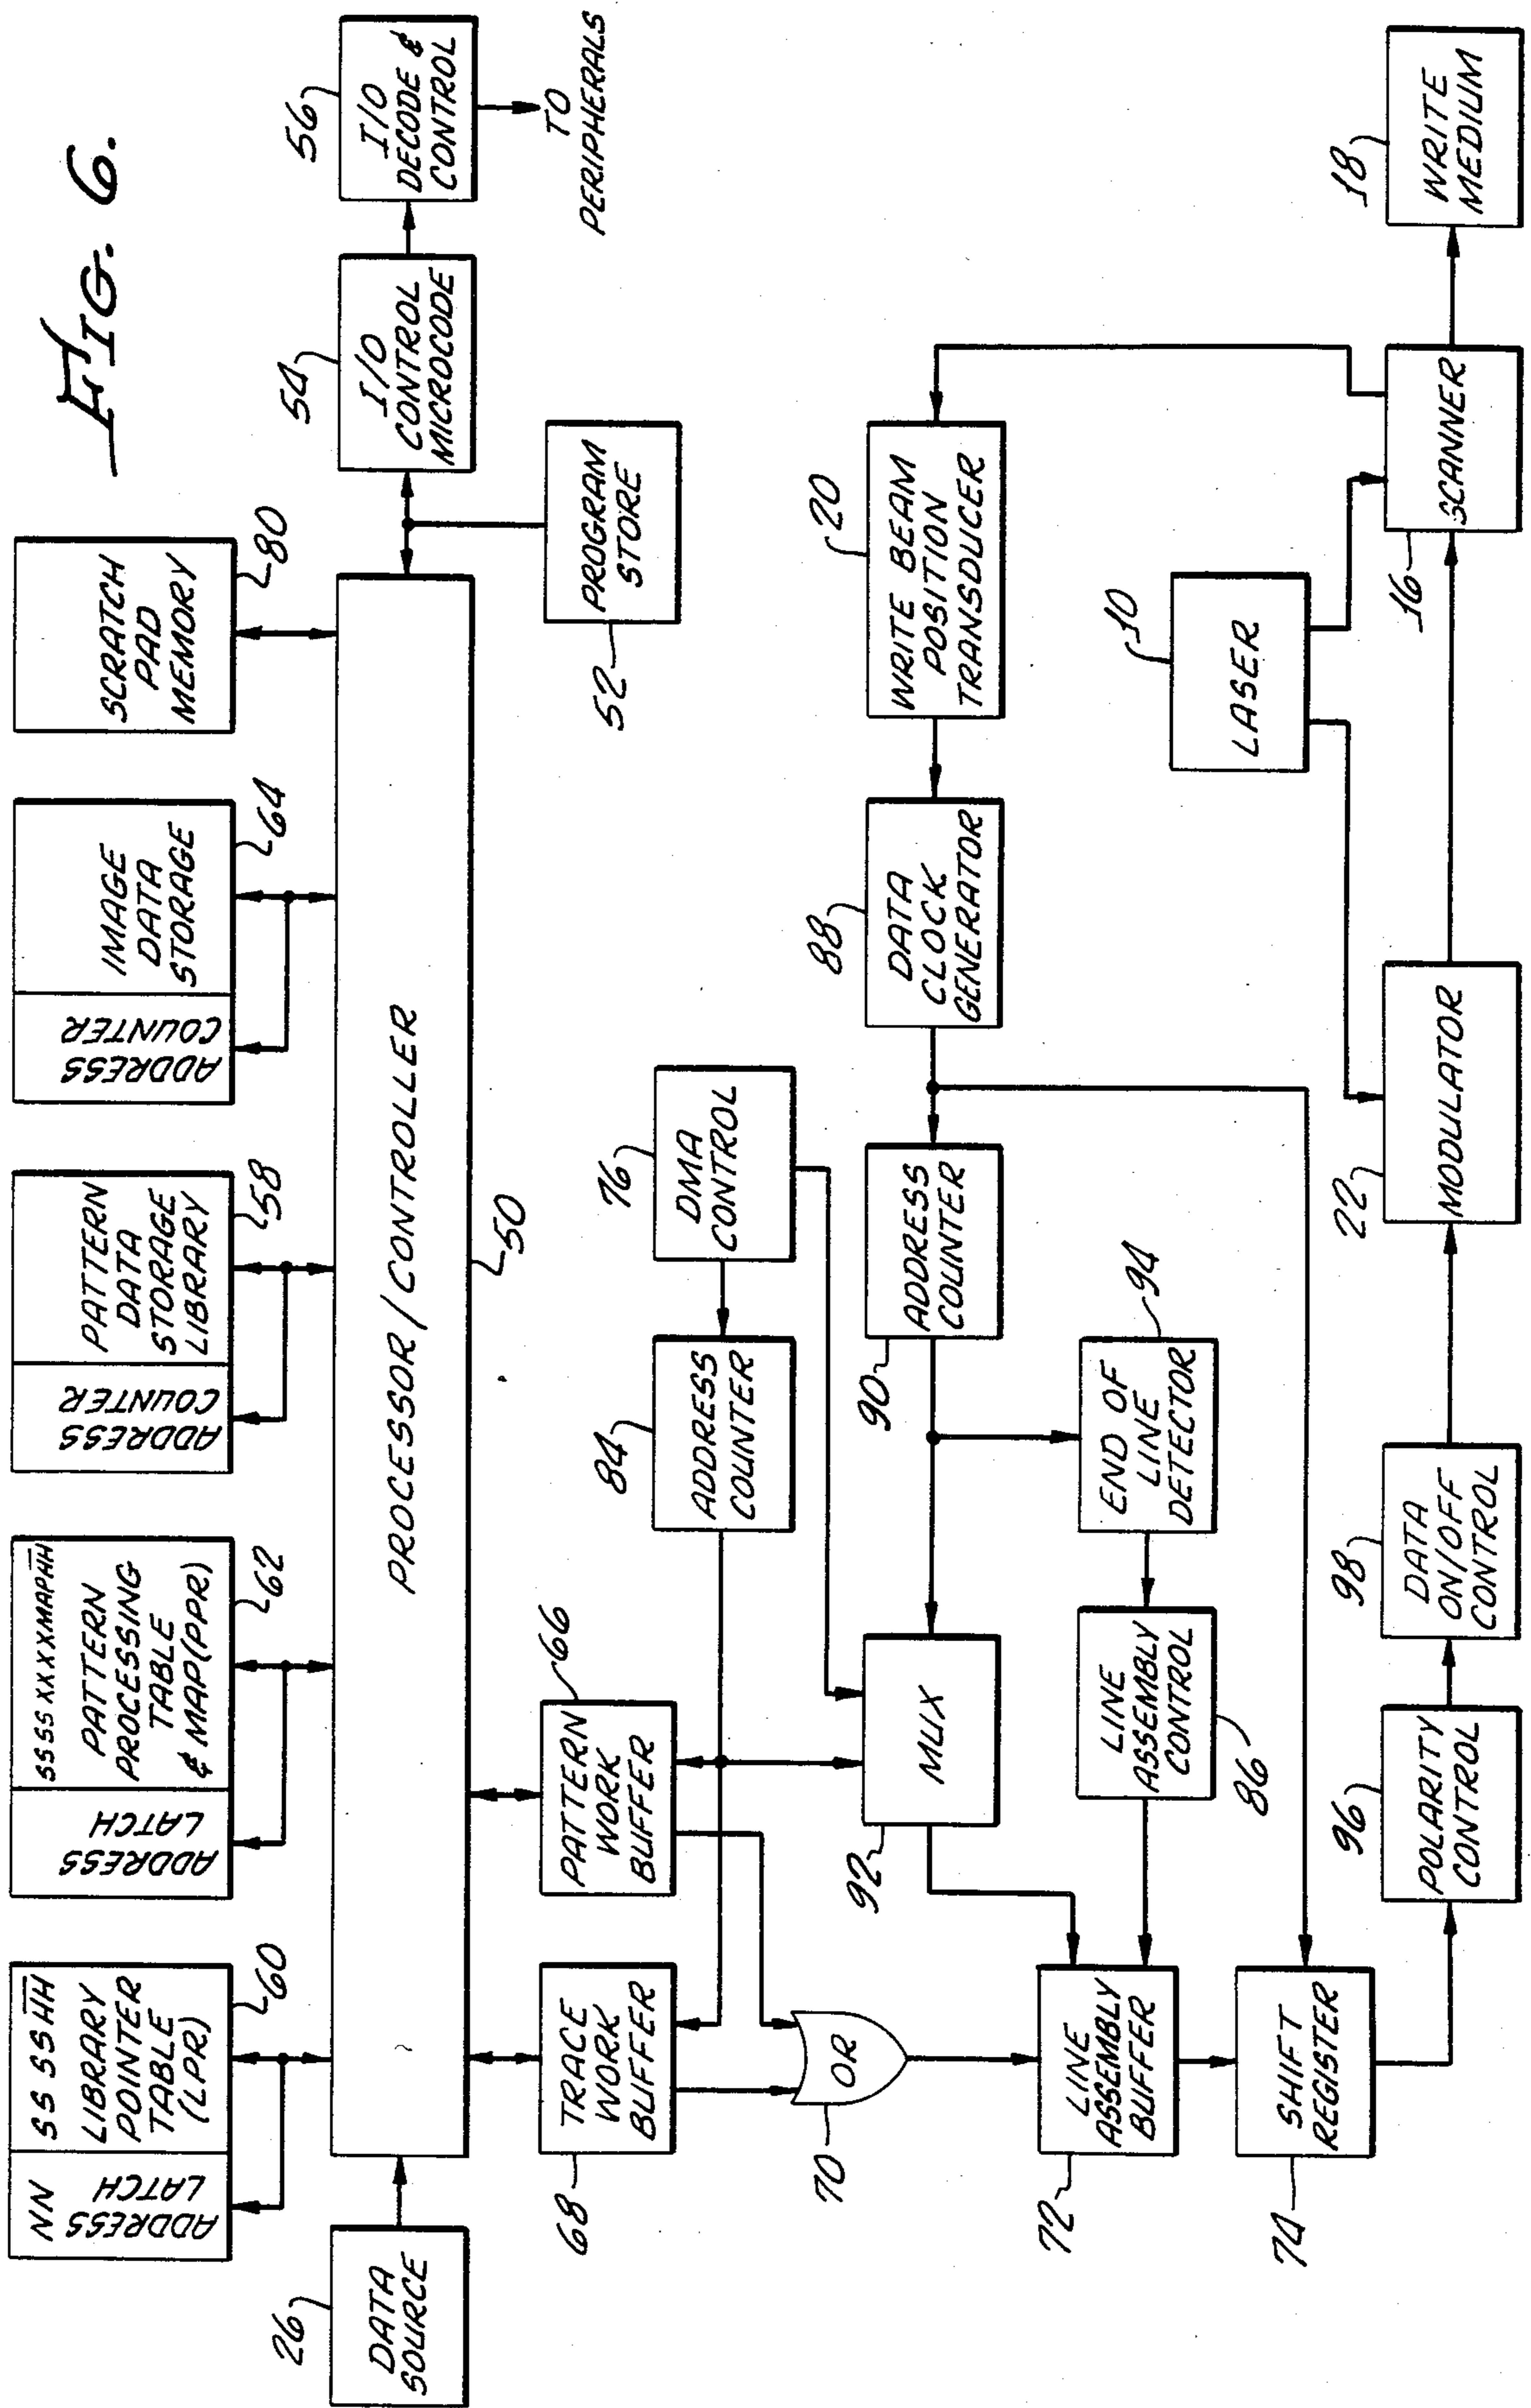 FIG. 6.
NN
ADDRESS
LATCH
SS SS H̅H̅
LIBRARY
POINTER
TABLE
(LPR)
60
ADDRESS
LATCH
SSSSXXXXMAPH̅H̅
PATTERN
PROCESSING
TABLE
& MAP(PPR)
62
ADDRESS
COUNTER
PATTERN
DATA
STORAGE
LIBRARY
58
ADDRESS
COUNTER
IMAGE
DATA
STORAGE
64
SCRATCH
PAD
MEMORY
80
26
DATA
SOURCE
PROCESSOR/CONTROLLER
50
54
I/O
CONTROL
MICROCODE
56
I/O
DECODE &
CONTROL
TO
PERIPHERALS
PROGRAM
STORE
52
68
TRACE
WORK
BUFFER
PATTERN
WORK
BUFFER
66
84
ADDRESS
COUNTER
76
DMA
CONTROL
70
OR
92
MUX
90
ADDRESS
COUNTER
88
DATA
CLOCK
GENERATOR
WRITE BEAM
POSITION
TRANSDUCER
20
72
LINE
ASSEMBLY
BUFFER
LINE
ASSEMBLY
CONTROL
86
END OF
LINE
DETECTOR
94
10
LASER
74
SHIFT
REGISTER
96
POLARITY
CONTROL
98
DATA
ON/OFF
CONTROL
22
MODULATOR
16
SCANNER
18
WRITE
MEDIUM